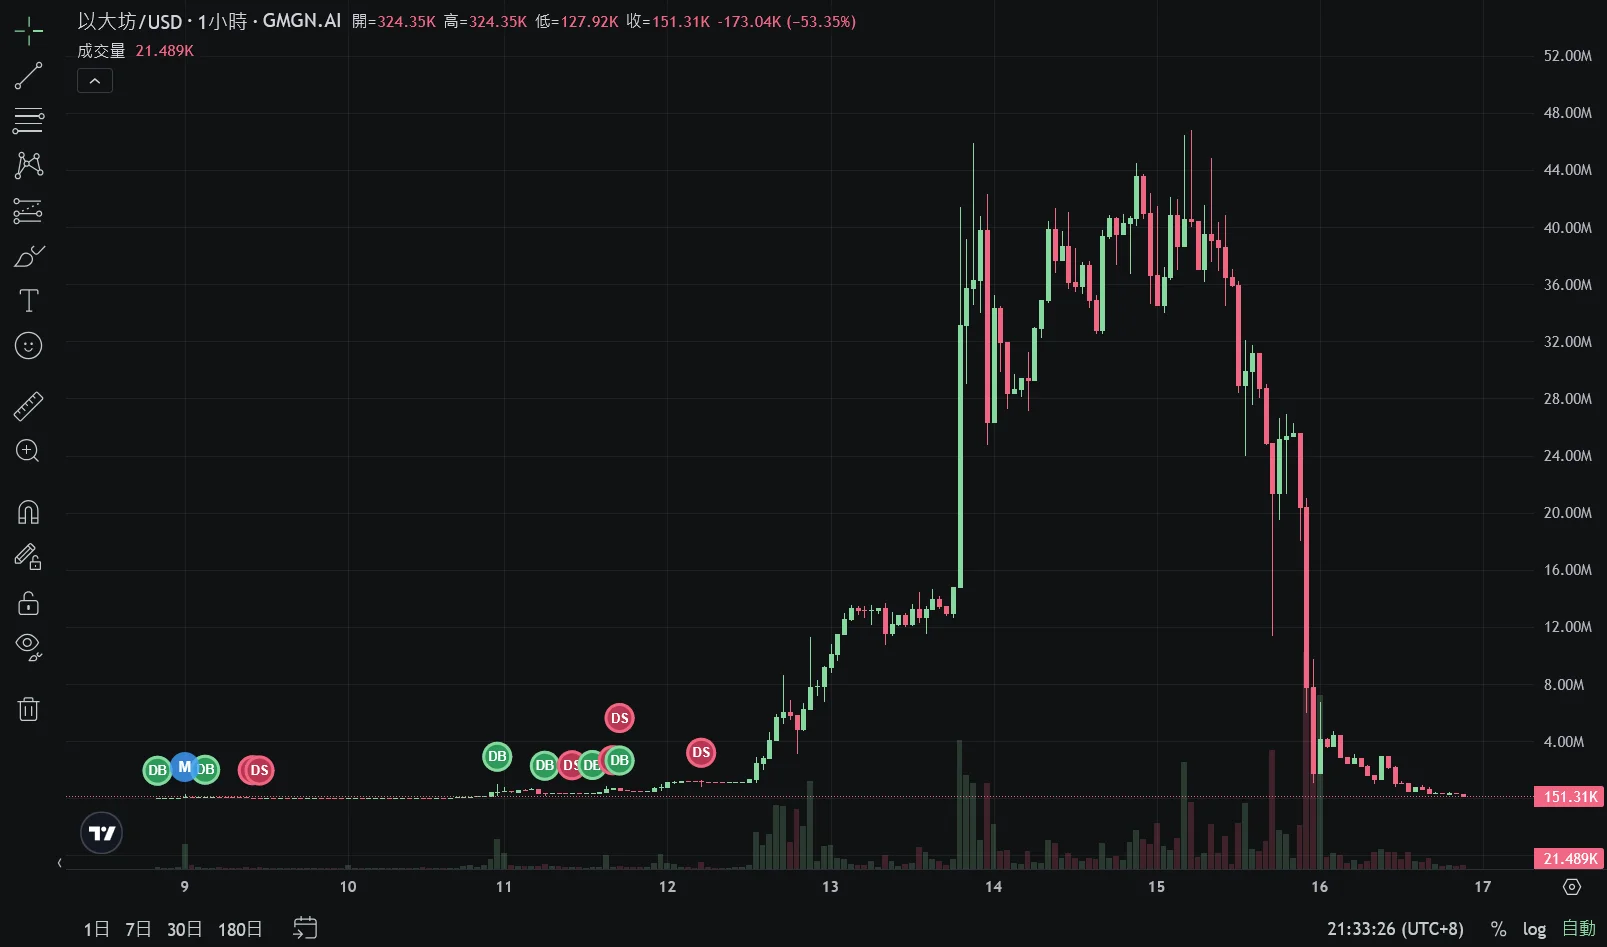 以太坊/USD · 1小時 · GMGN.AI 開=324.35K 高=324.35K 低=127.92K 收=151.31K -173.04K (−53.35%)
成交量 21.489K
52.00M
48.00M
44.00M
40.00M
36.00M
32.00M
28.00M
24.00M
20.00M
16.00M
12.00M
8.00M
4.00M
DS
DS
DB
DB
DS
DB
DB
DB
M
DB
DS
151.31K
21.489K
9 10 11 12 13 14 15 16 17
1日 7日 30日 180日
21:33:26 (UTC+8) % log 自動